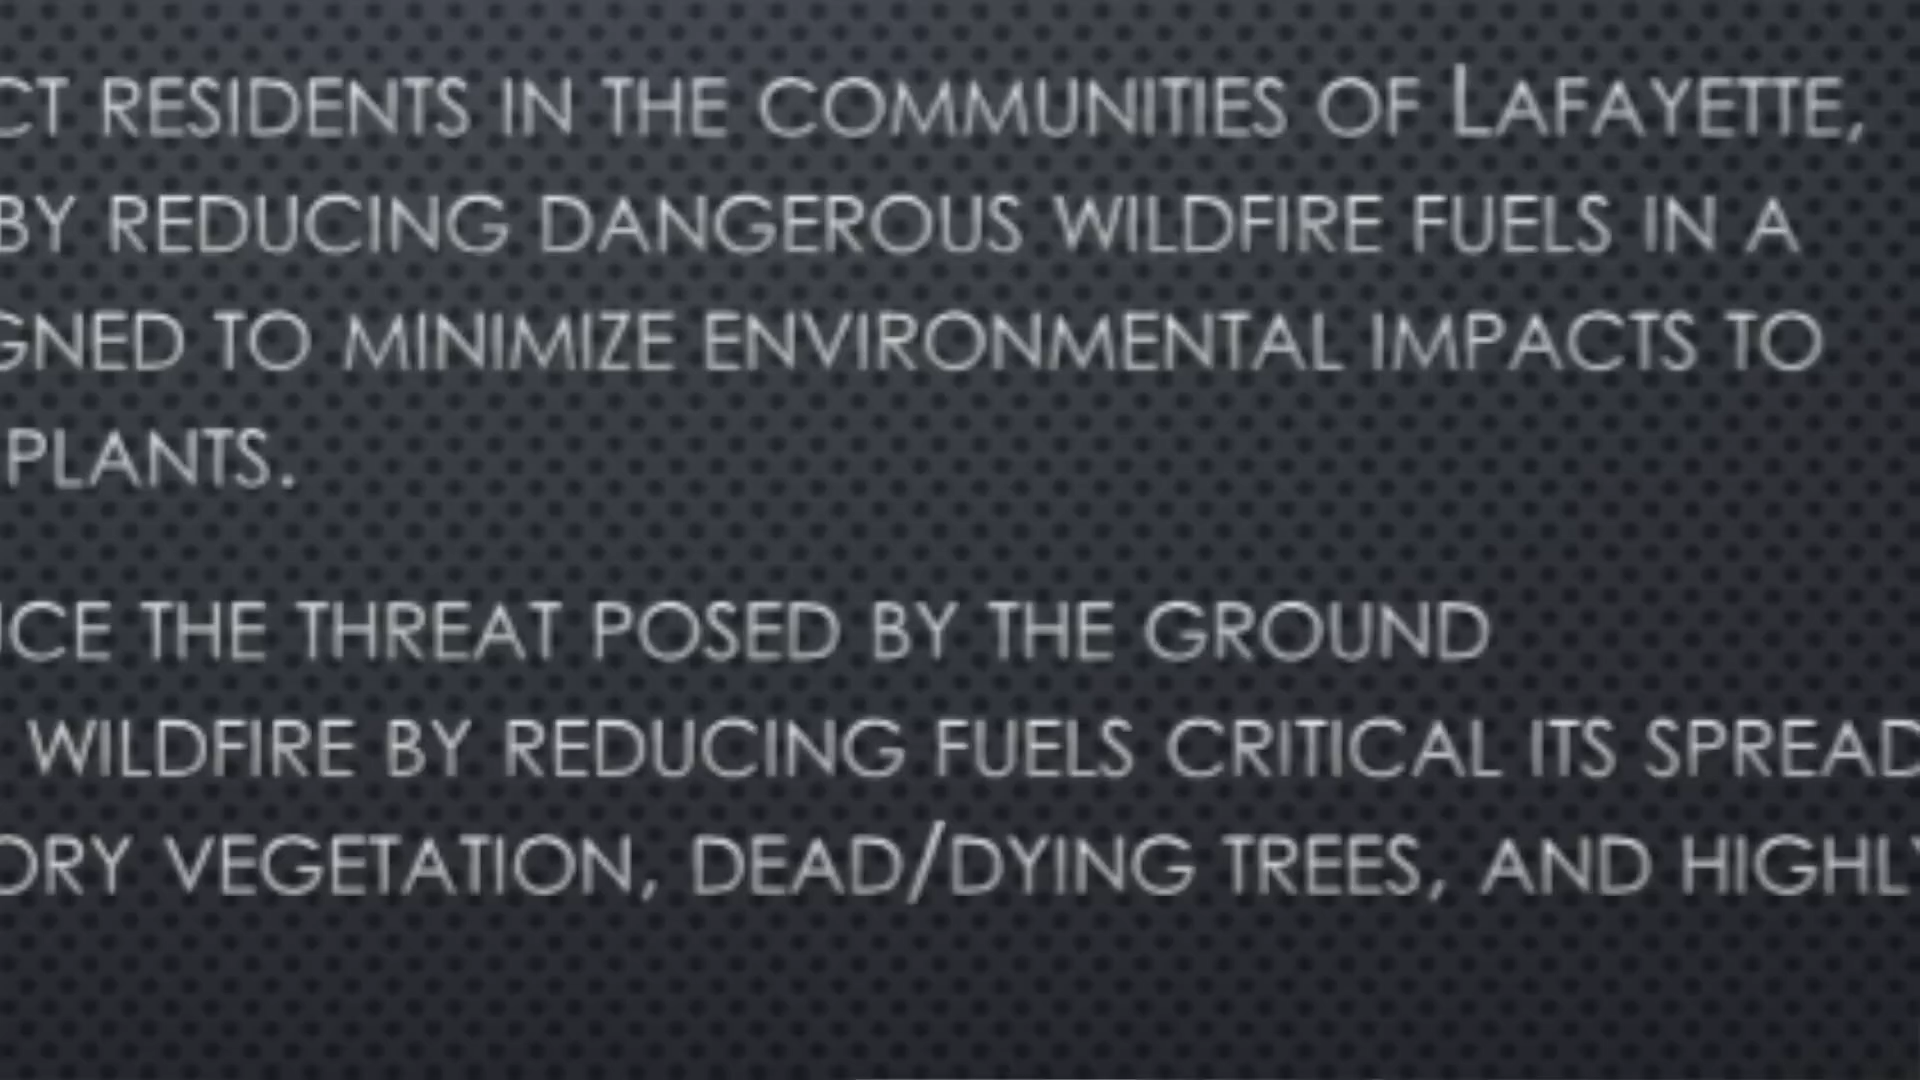 CT RESIDENTS IN THE COMMUNITIES OF LAFAYETTE,
BY REDUCING DANGEROUS WILDFIRE FUELS IN A
GNED TO MINIMIZE ENVIRONMENTAL IMPACTS TO
PLANTS.
UCE THE THREAT POSED BY THE GROUND
WILDFIRE BY REDUCING FUELS CRITICAL ITS SPREAD
ORY VEGETATION, DEAD/DYING TREES, AND HIGHLY